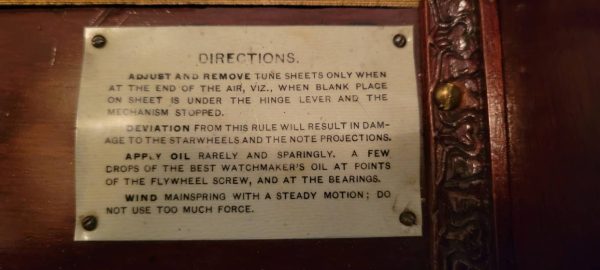 DIRECTIONS.
ADJUST AND REMOVE TUNE SHEETS ONLY WHEN
AT THE END OF THE AIR, VIZ., WHEN BLANK PLACE
ON SHEET IS UNDER THE HINGE LEVER AND THE
MECHANISM STOPPED.
DEVIATION FROM THIS RULE WILL RESULT IN DAM-
AGE TO THE STARWHEELS AND THE NOTE PROJECTIONS.
APPLY OIL RARELY AND SPARINGLY. A FEW
DROPS OF THE BEST WATCHMAKER'S OIL AT POINTS
OF THE FLYWHEEL SCREW, AND AT THE BEARINGS.
WIND MAINSPRING WITH A STEADY MOTION; DO
NOT USE TOO MUCH FORCE.